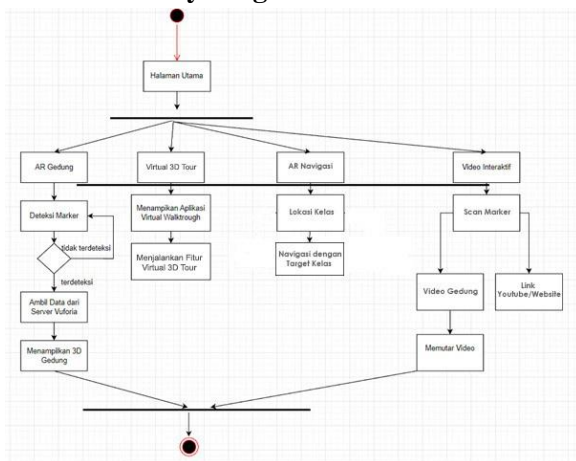 Halaman Utama
AR Gedung
Virtual 3D Tour
AR Navigasi
Video Interaktif
Deteksi Marker
Menampikan Aplikasi
Virtual Walktrough
Lokasi Kelas
Scan Marker
tidak terdeteksi
Menjalankan Fitur
Virtual 3D Tour
Navigasi dengan
Target Kelas
terdeteksi
Video Gedung
Link
Youtube/Website
Ambil Data dari
Server Vuforia
Menampilkan 3D
Gedung
Memutar Video